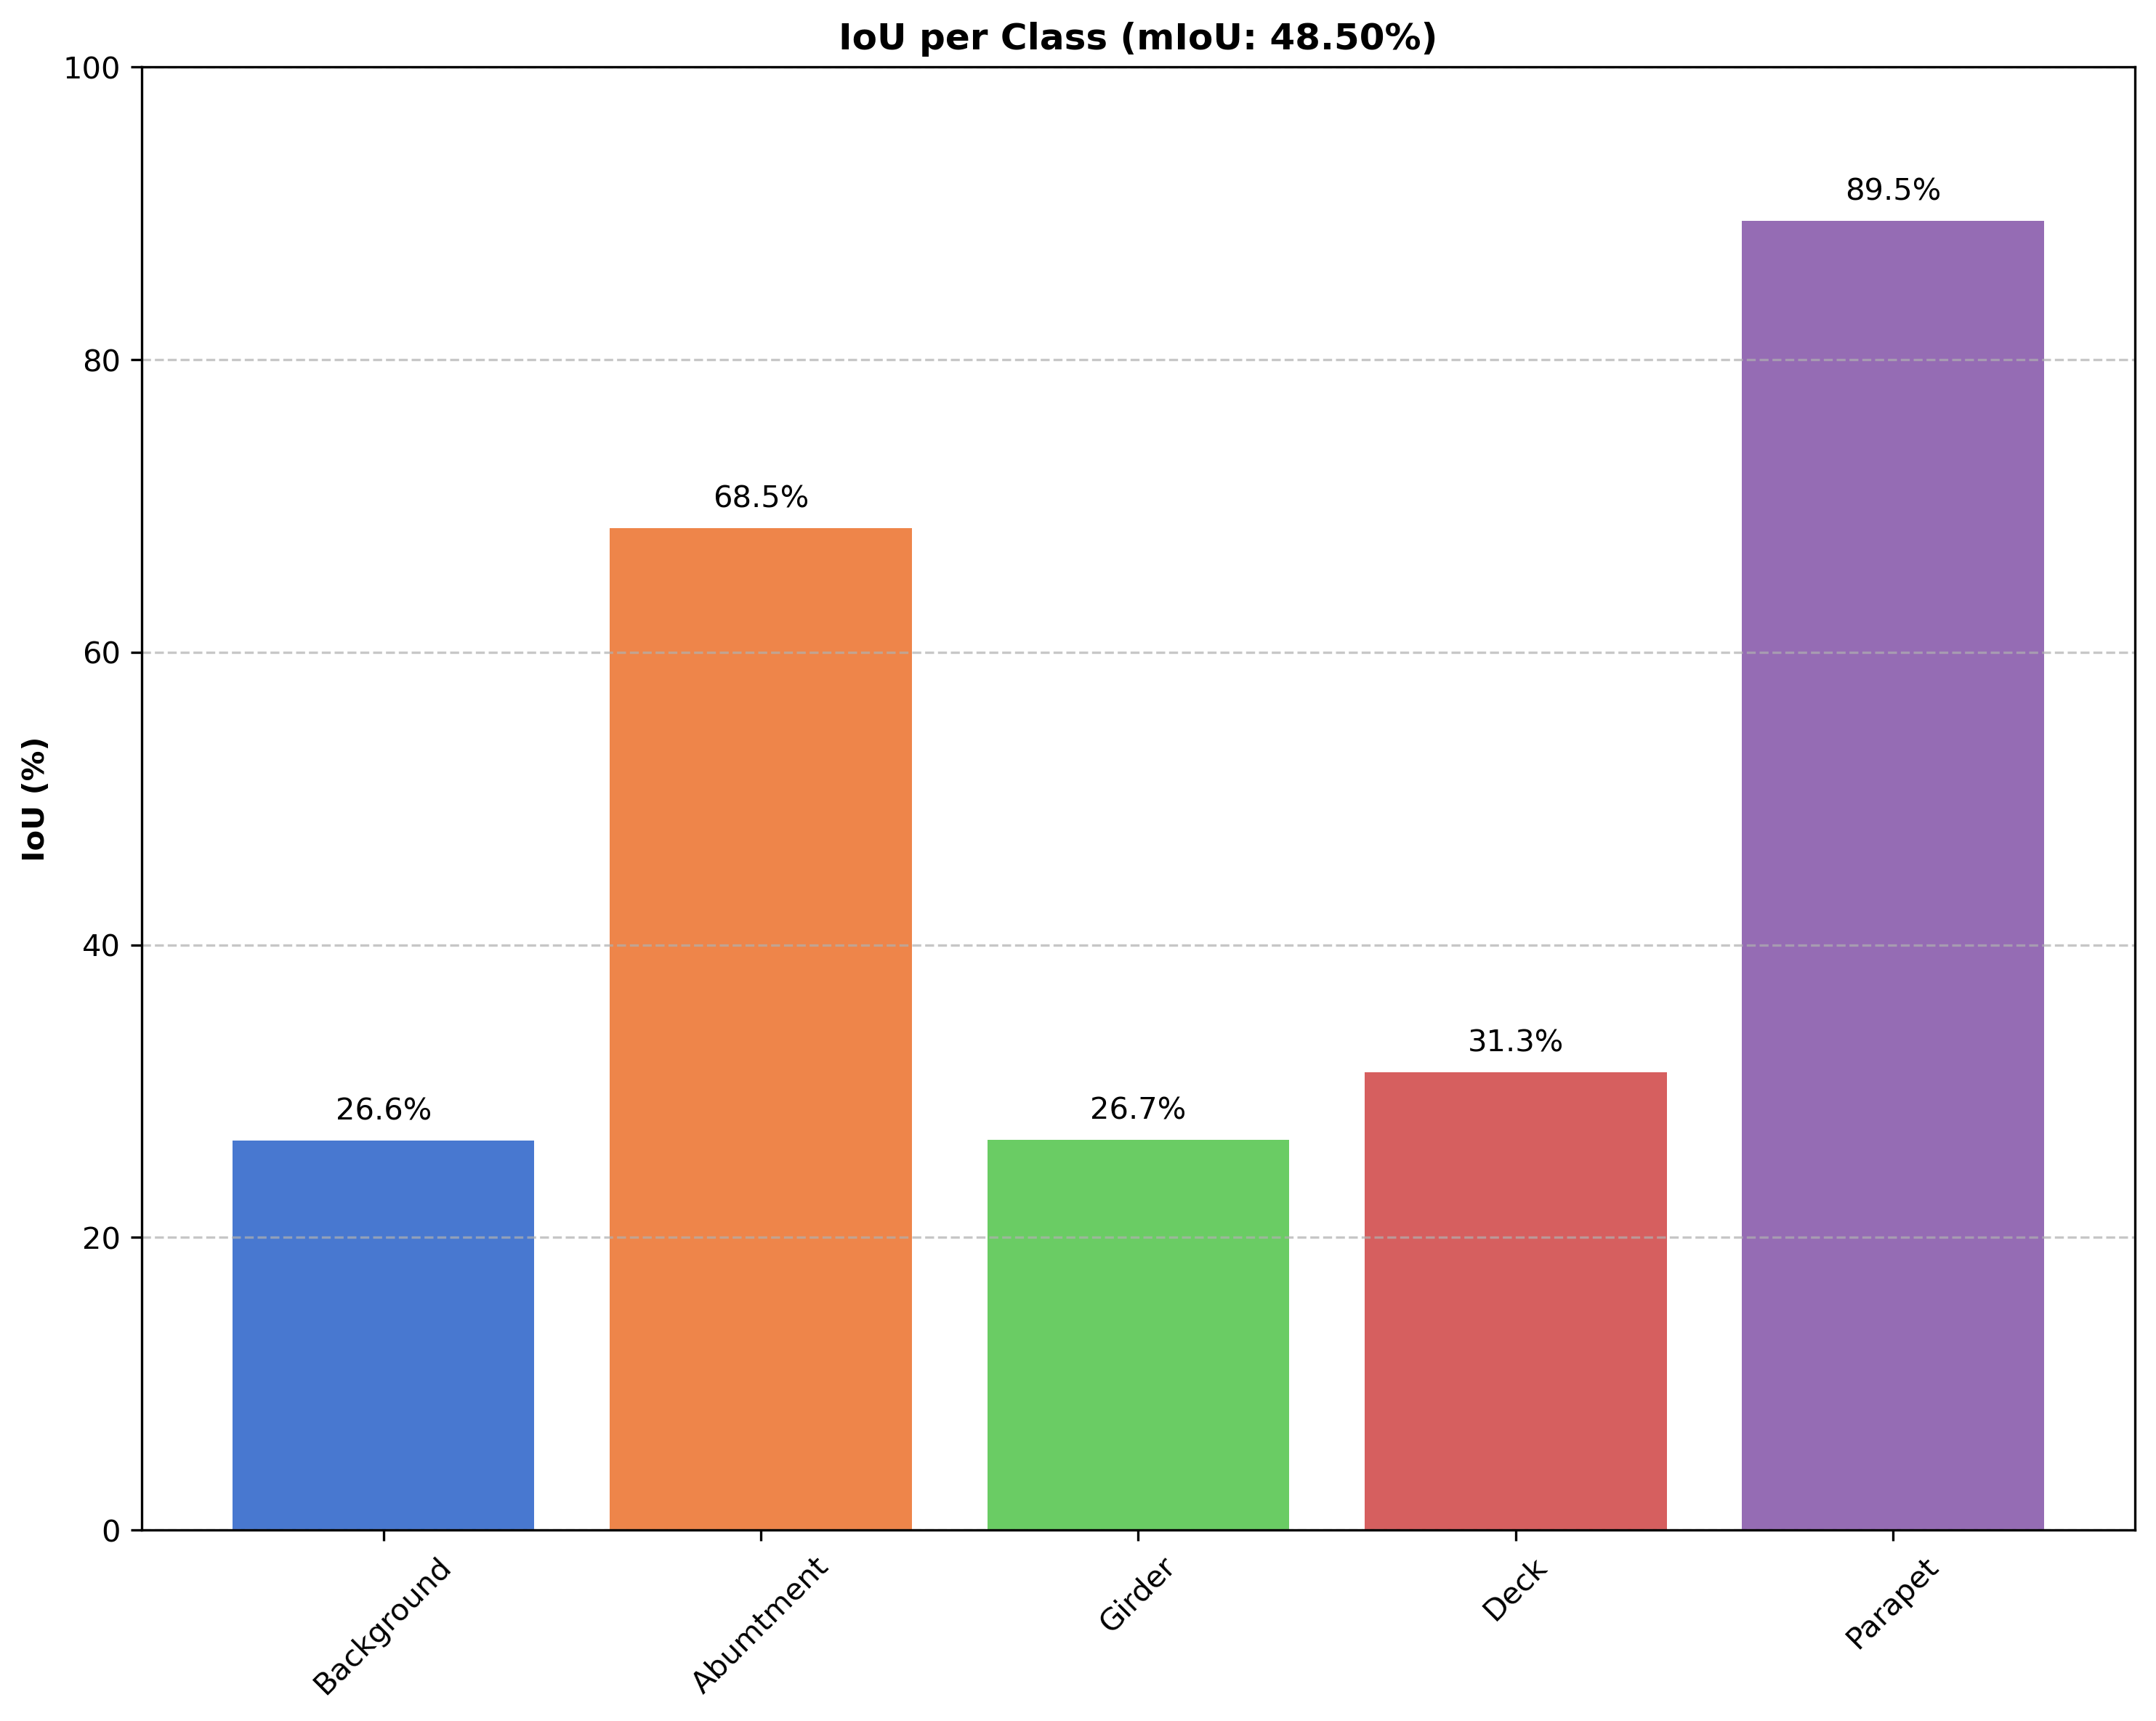 IoU per Class (mIoU: 48.50%)
100
80
60
40
20
0
IoU (%)
26.6%
68.5%
26.7%
31.3%
89.5%
Background
Abumtment
Girder
Deck
Parapet